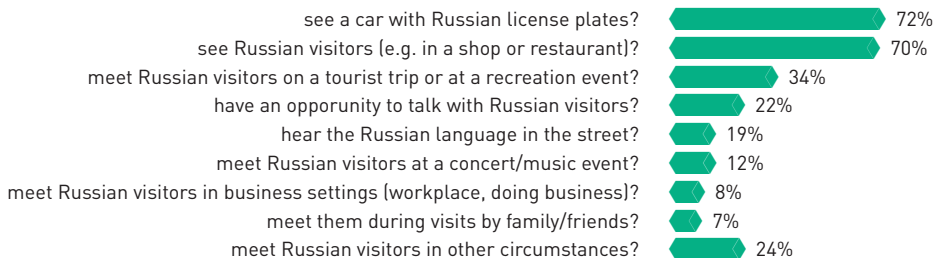 see a car with Russian license plates? 72%
see Russian visitors (e.g. in a shop or restaurant)? 70%
meet Russian visitors on a tourist trip or at a recreation event? 34%
have an opporunity to talk with Russian visitors? 22%
hear the Russian language in the street? 19%
meet Russian visitors at a concert/music event? 12%
meet Russian visitors in business settings (workplace, doing business)? 8%
meet them during visits by family/friends? 7%
meet Russian visitors in other circumstances? 24%